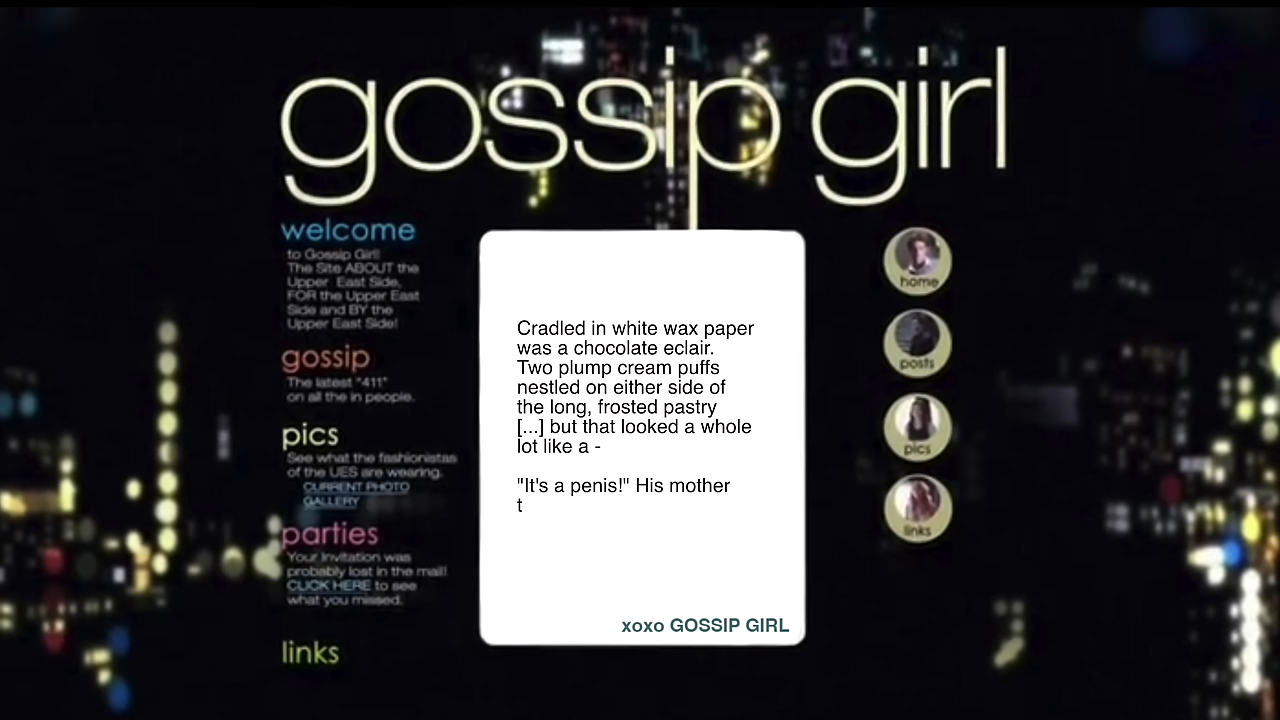 gossip girl
welcome
to Gossip Girl!
The Site ABOUT the
Upper East Side,
FOR the Upper East
Side and BY the
Upper East Side!
gossip
The latest "411"
on all the in people.
pics
See what the fashionistas
of the UES are wearing.
CURRENT PHOTO
GALLERY
parties
Your Invitation was
probably lost in the mail!
CLICK HERE to see
what you missed.
links
Cradled in white wax paper
was a chocolate eclair.
Two plump cream puffs
nestled on either side of
the long, frosted pastry
[...] but that looked a whole
lot like a -
"It's a penis!" His mother
t
xoxo GOSSIP GIRL
home
posts
pics
links